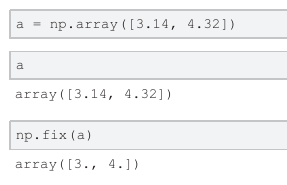 a = np.array([3.14, 4.32])
a
array([3.14, 4.32])
np.fix(a)
array([3., 4.])